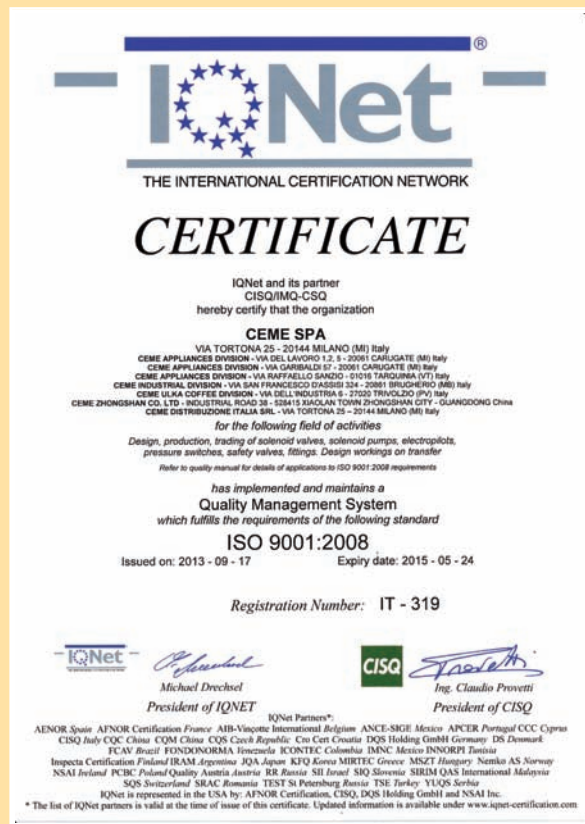 IQNet®
THE INTERNATIONAL CERTIFICATION NETWORK
CERTIFICATE
IQNet and its partner
CISQ/IMQ-CSQ
hereby certify that the organization
CEME SPA
VIA TORTONA 25 - 20144 MILANO (MI) Italy
CEME APPLIANCES DIVISION - VIA DEL LAVORO 1,2, 5 - 20061 CARUGATE (MI) Italy
CEME APPLIANCES DIVISION - VIA GARIBALDI 57 - 20061 CARUGATE (MI) Italy
CEME APPLIANCES DIVISION - VIA RAFFAELLO SANZIO - 01016 TARQUINIA (VT) Italy
CEME INDUSTRIAL DIVISION - VIA SAN FRANCESCO D'ASSISI 324 - 20861 BRUGHERIO (MB) Italy
CEME ULKA COFFEE DIVISION - VIA DELL'INDUSTRIA 6 - 27020 TRIVOLZIO (PV) Italy
CEME ZHONGSHAN CO. LTD - INDUSTRIAL ROAD 38 - 528415 XIAOLAN TOWN ZHONGSHAN CITY - GUANGDONG China
CEME DISTRIBUZIONE ITALIA SRL - VIA TORTONA 25 – 20144 MILANO (MI) Italy
for the following field of activities
Design, production, trading of solenoid valves, solenoid pumps, electropilots,
pressure switches, safety valves, fittings. Design workings on transfer
Refer to quality manual for details of applications to ISO 9001:2008 requirements
has implemented and maintains a
Quality Management System
which fulfills the requirements of the following standard
ISO 9001:2008
Issued on: 2013 - 09 - 17 Expiry date: 2015 - 05 - 24
Registration Number: IT - 319
IQNet CISQ
Michael Drechsel Ing. Claudio Provetti
President of IQNET President of CISQ
IQNet Partners*:
AENOR Spain AFNOR Certification France AIB-Vinçotte International Belgium ANCE-SIGE Mexico APCER Portugal CCC Cyprus
CISQ Italy CQC China CQM China CQS Czech Republic Cro Cert Croatia DQS Holding GmbH Germany DS Denmark
FCAV Brazil FONDONORMA Venezuela ICONTEC Colombia IMNC Mexico INNORPI Tunisia
Inspecta Certification Finland IRAM Argentina JQA Japan KFQ Korea MIRTEC Greece MSZT Hungary Nemko AS Norway
NSAI Ireland PCBC Poland Quality Austria Austria RR Russia SII Israel SIQ Slovenia SIRIM QAS International Malaysia
SQS Switzerland SRAC Romania TEST St Petersburg Russia TSE Turkey YUQS Serbia
IQNet is represented in the USA by: AFNOR Certification, CISQ, DQS Holding GmbH and NSAI Inc.
* The list of IQNet partners is valid at the time of issue of this certificate. Updated information is available under www.iqnet-certification.com